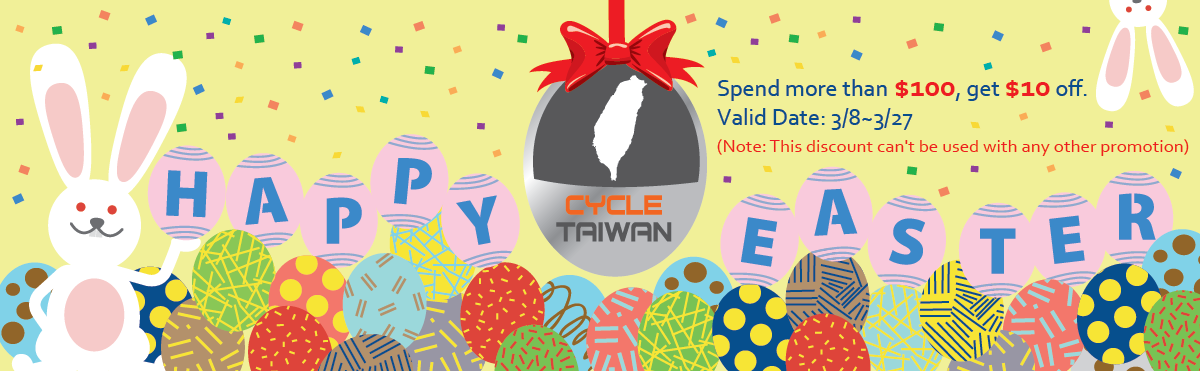 HAPPY
CYCLE
TAIWAN
Spend more than $100, get $10 off.
Valid Date: 3/8~3/27
(Note: This discount can't be used with any other promotion)
EASTER